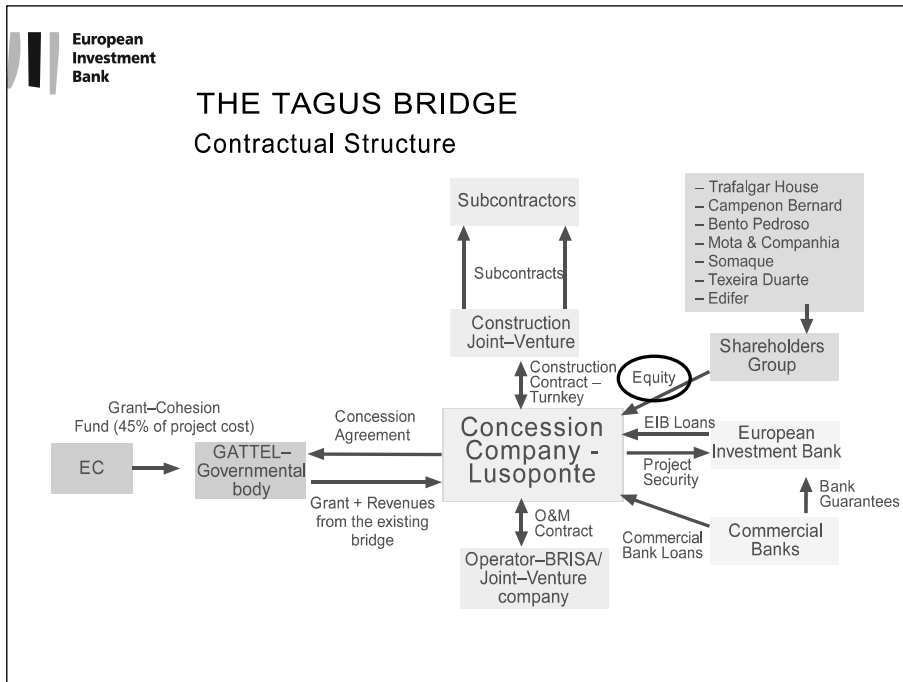 European
Investment
Bank
THE TAGUS BRIDGE
Contractual Structure
Subcontractors
Subcontracts
Construction
Joint–Venture
Construction
Contract –
Turnkey
– Trafalgar House
– Campenon Bernard
– Bento Pedroso
– Mota & Companhia
– Somaque
– Texeira Duarte
– Edifer
Shareholders
Group
Equity
Grant–Cohesion
Fund (45% of project cost)
EC
GATTEL–
Governmental
body
Concession
Agreement
Grant + Revenues
from the existing
bridge
Concession
Company -
Lusoponte
EIB Loans
Project
Security
European
Investment Bank
Bank
Guarantees
Commercial
Bank Loans
Commercial
Banks
O&M
Contract
Operator–BRISA/
Joint–Venture
company